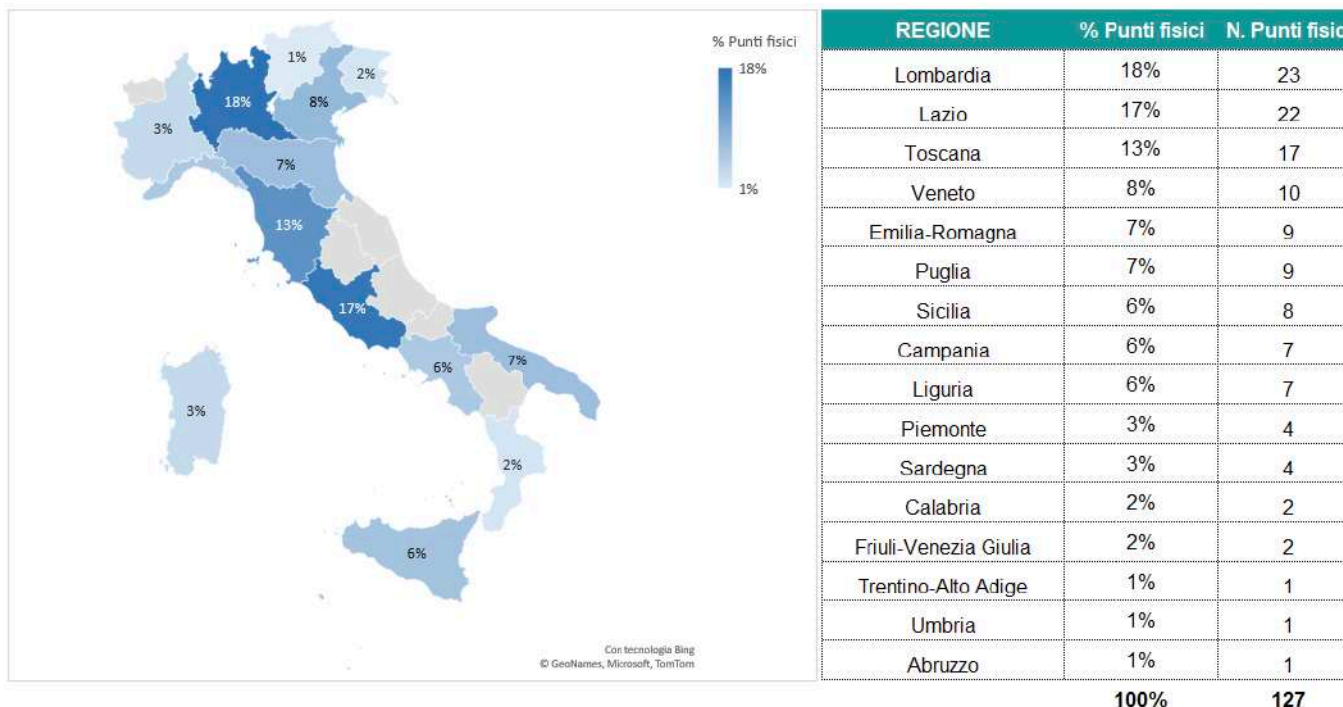 % Punti fisici
18%
1%
1%
2%
18%
8%
3%
7%
13%
17%
6%
7%
3%
2%
6%
Con tecnologia Bing
© GeoNames, Microsoft, TomTom
REGIONE % Punti fisici N. Punti fisic
Lombardia 18% 23
Lazio 17% 22
Toscana 13% 17
Veneto 8% 10
Emilia-Romagna 7% 9
Puglia 7% 9
Sicilia 6% 8
Campania 6% 7
Liguria 6% 7
Piemonte 3% 4
Sardegna 3% 4
Calabria 2% 2
Friuli-Venezia Giulia 2% 2
Trentino-Alto Adige 1% 1
Umbria 1% 1
Abruzzo 1% 1
100% 127